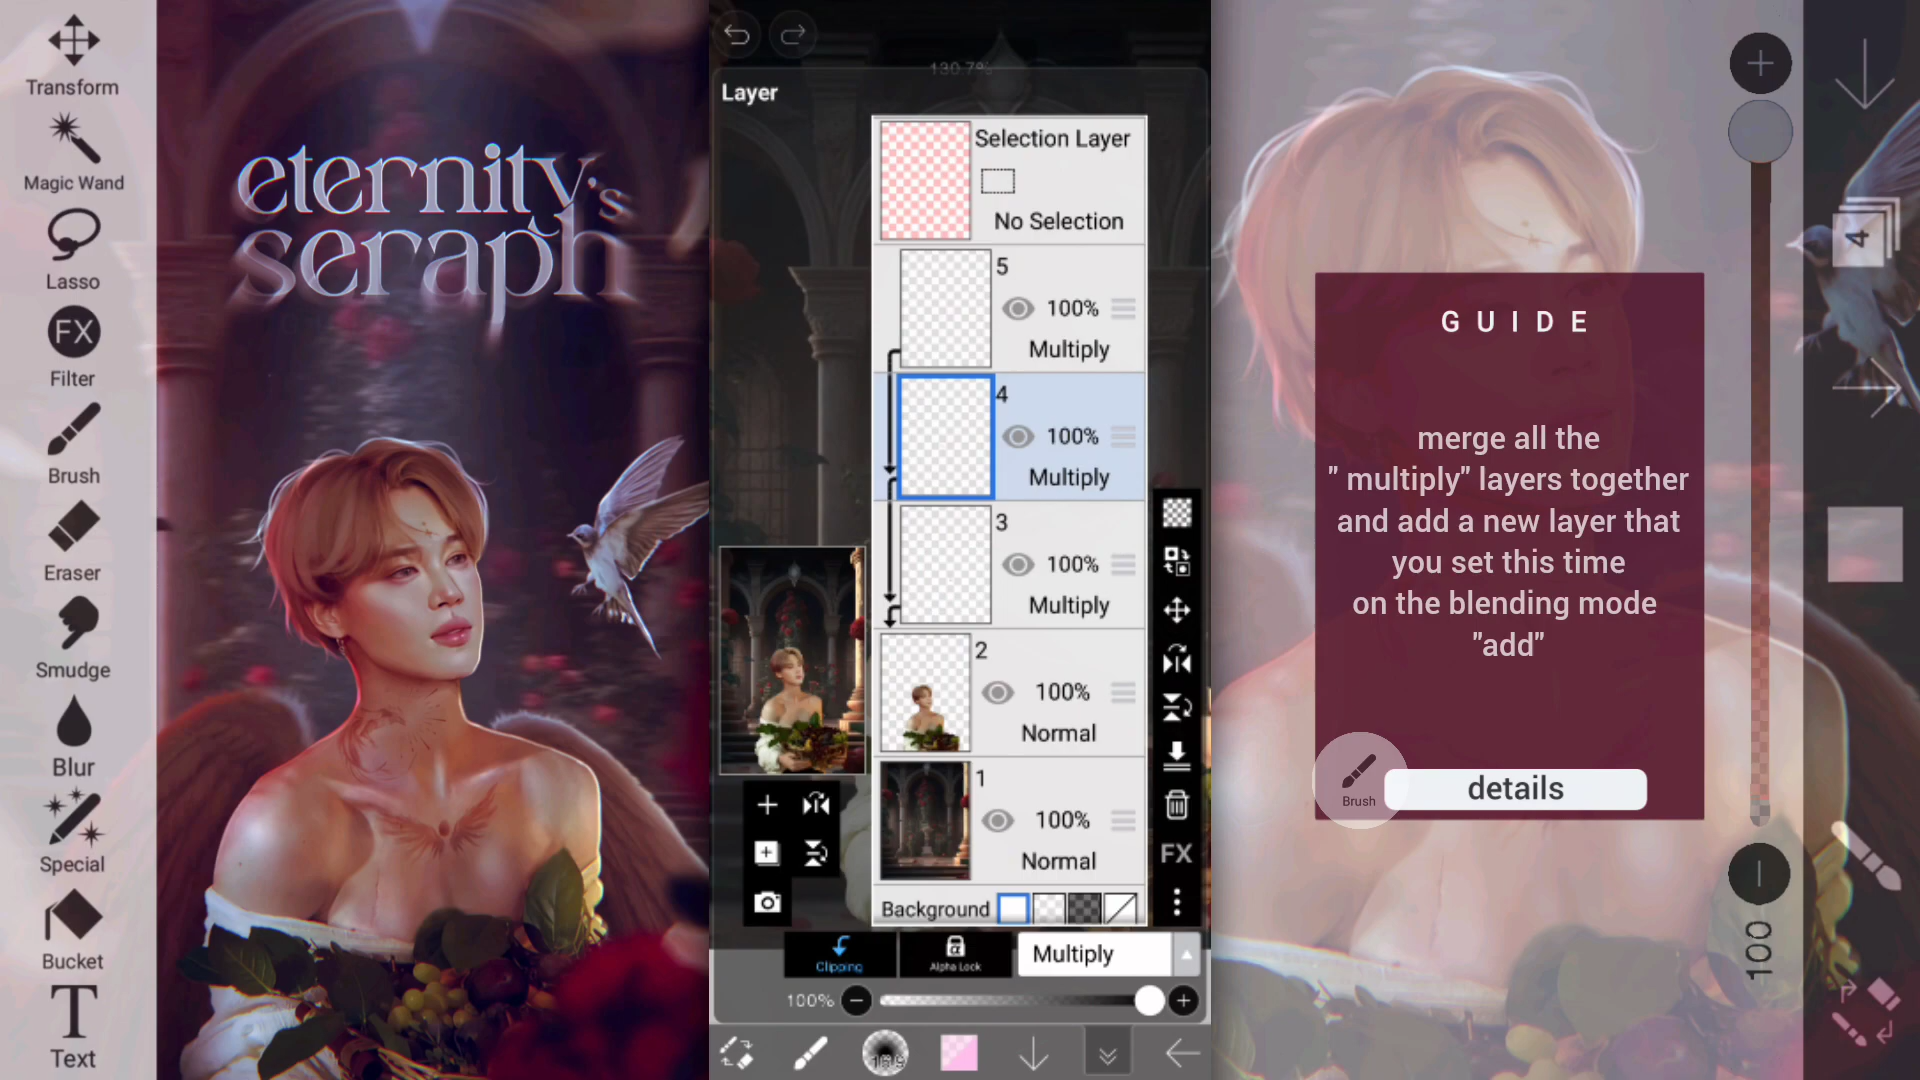 Transform
Magic Wand
Lasso
FX
Filter
Brush
Eraser
Smudge
Blur
Special
Bucket
T
Text
eternity's
seraph
130.7%
Layer
Selection Layer
No Selection
5
100%
Multiply
4
100%
Multiply
3
100%
Multiply
2
100%
Normal
1
100%
Normal
Background
FX
Clipping
α
Alpha Lock
Multiply
100%
GUIDE
merge all the
" multiply" layers together
and add a new layer that
you set this time
on the blending mode
"add"
Brush
details
4
100